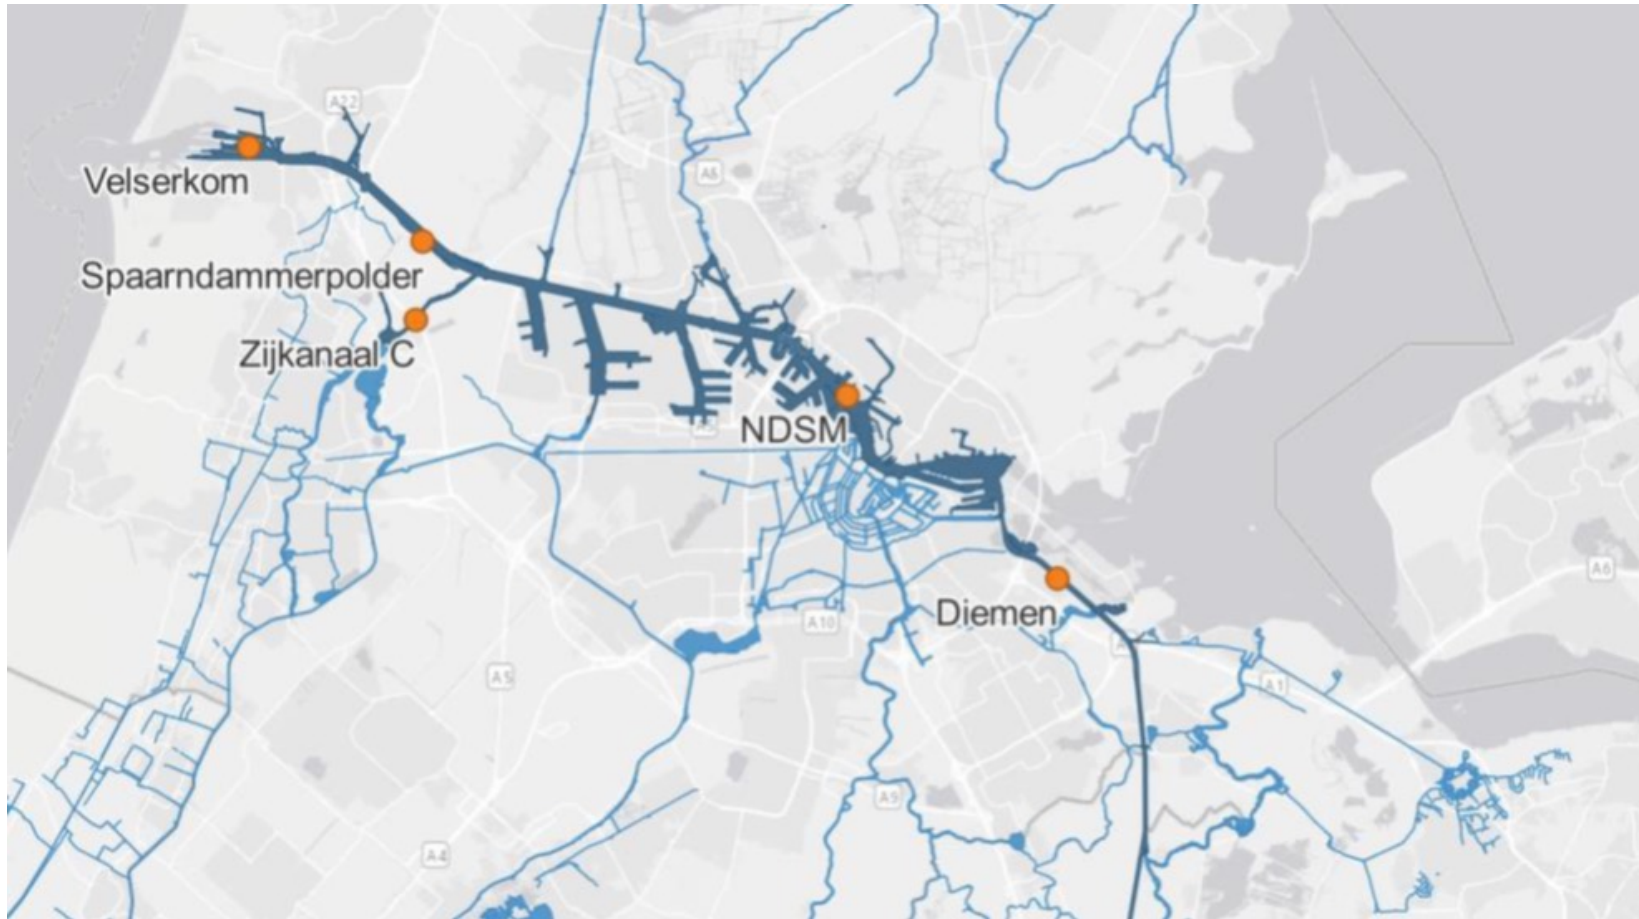 A22
Velserkom
A8
Spaarndammerpolder
Zijkanaal C
NDSM
A6
Diemen
A10
A5
A1
A9
A4